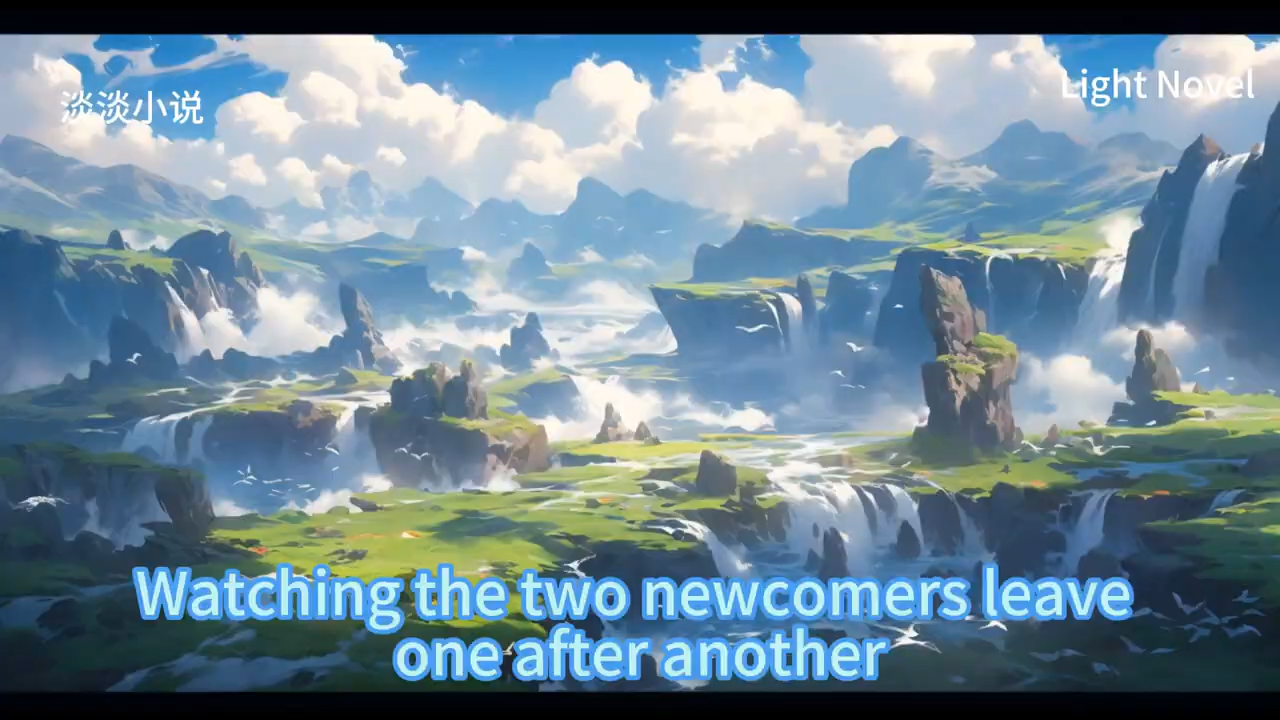 淡淡小说
Light Novel
Watching the two newcomers leave
one after another